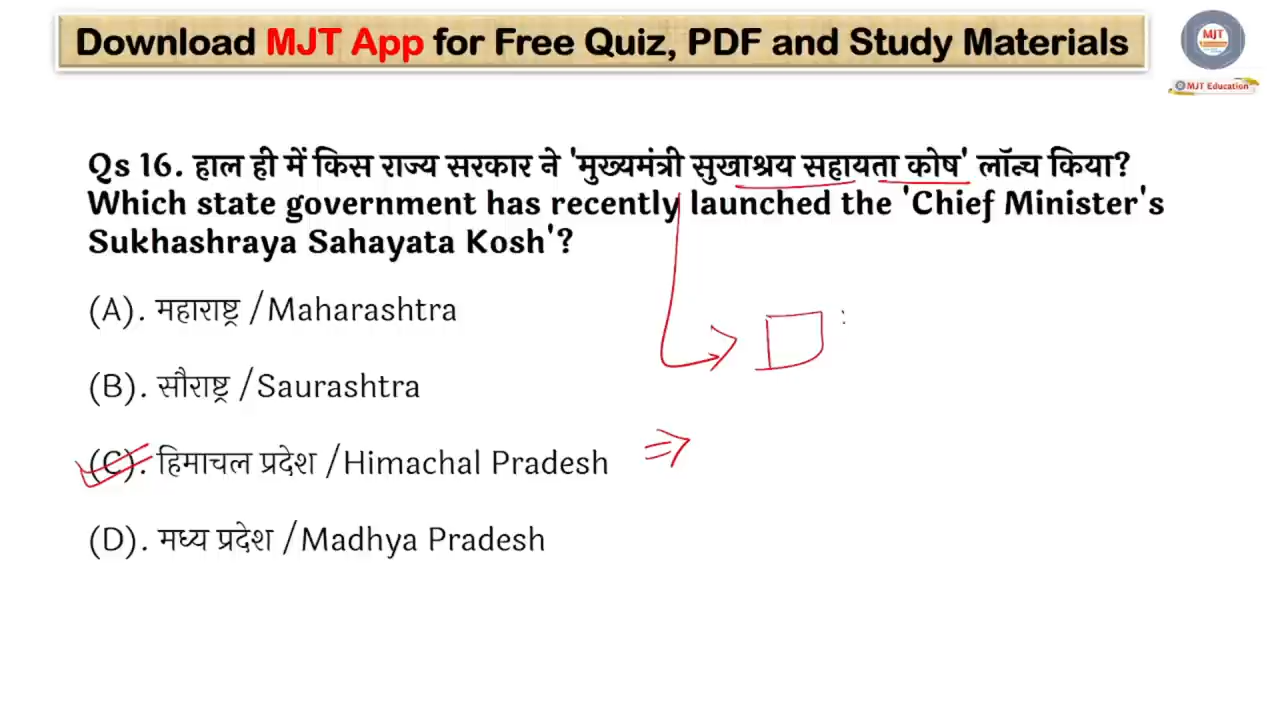 Download MJT App for Free Quiz, PDF and Study Materials
MJT
MJT Education
Qs 16. हाल ही में किस राज्य सरकार ने 'मुख्यमंत्री सुखाश्रय सहायता कोष' लॉन्च किया?
Which state government has recently launched the 'Chief Minister's
Sukhashraya Sahayata Kosh'?
(A). महाराष्ट्र /Maharashtra
(B). सौराष्ट्र /Saurashtra
(C). हिमाचल प्रदेश /Himachal Pradesh
(D). मध्य प्रदेश /Madhya Pradesh